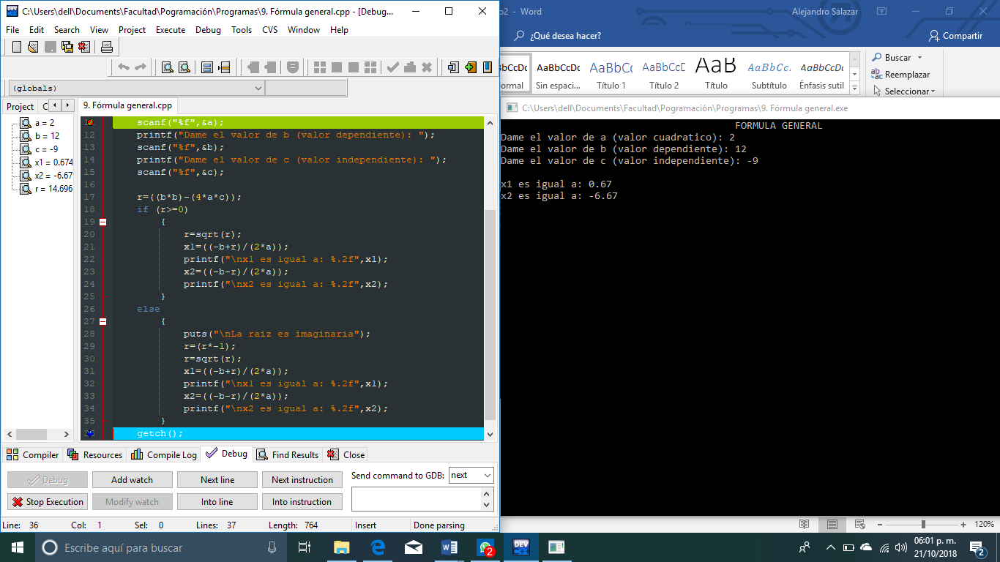 C:\Users\dell\Documents\Facultad\Pogramación\Programas\9. Fórmula general.cpp - [Debug...
File Edit Search View Project Execute Debug Tools CVS Window Help
(globals)
Project C
9. Fórmula general.cpp
a = 2
b = 12
c = -9
x1 = 0.674
x2 = -6.67
r = 14.696
scanf("%f",&a);
12 printf("Dame el valor de b (valor dependiente): ");
13 scanf("%f",&b);
14 printf("Dame el valor de c (valor independiente): ");
15 scanf("%f",&c);
16
17 r=((b*b)-(4*a*c));
18 if (r>=0)
19 {
20 r=sqrt(r);
21 x1=((-b+r)/(2*a));
22 printf("\nx1 es igual a: %.2f",x1);
23 x2=((-b-r)/(2*a));
24 printf("\nx2 es igual a: %.2f",x2);
25 }
26 else
27 {
28 puts("\nLa raiz es imaginaria");
29 r=(r*-1);
30 r=sqrt(r);
31 x1=((-b+r)/(2*a));
32 printf("\nx1 es igual a: %.2f",x1);
33 x2=((-b-r)/(2*a));
34 printf("\nx2 es igual a: %.2f",x2);
35 }
getch();
Compiler Resources Compile Log Debug Find Results Close
Debug Add watch Next line Next instruction Send command to GDB: next
Stop Execution Modify watch Into line Into instruction
Line: 36 Col: 1 Sel: 0 Lines: 37 Length: 764 Insert Done parsing
o2 - Word Alejandro Salazar
¿Qué desea hacer? Compartir
AaBbCcDc AaBbCc AaBbCcD AaB AaBbCc. AaBbCcDc
Sin espaci... Título 1 Título 2 Título Subtítulo Énfasis sutil
Buscar
Reemplazar
Seleccionar
C:\Users\dell\Documents\Facultad\Pogramación\Programas\9. Fórmula general.exe
FORMULA GENERAL
Dame el valor de a (valor cuadratico): 2
Dame el valor de b (valor dependiente): 12
Dame el valor de c (valor independiente): -9
x1 es igual a: 0.67
x2 es igual a: -6.67
120%
Escribe aquí para buscar
2
DEV
06:01 p. m.
21/10/2018
2